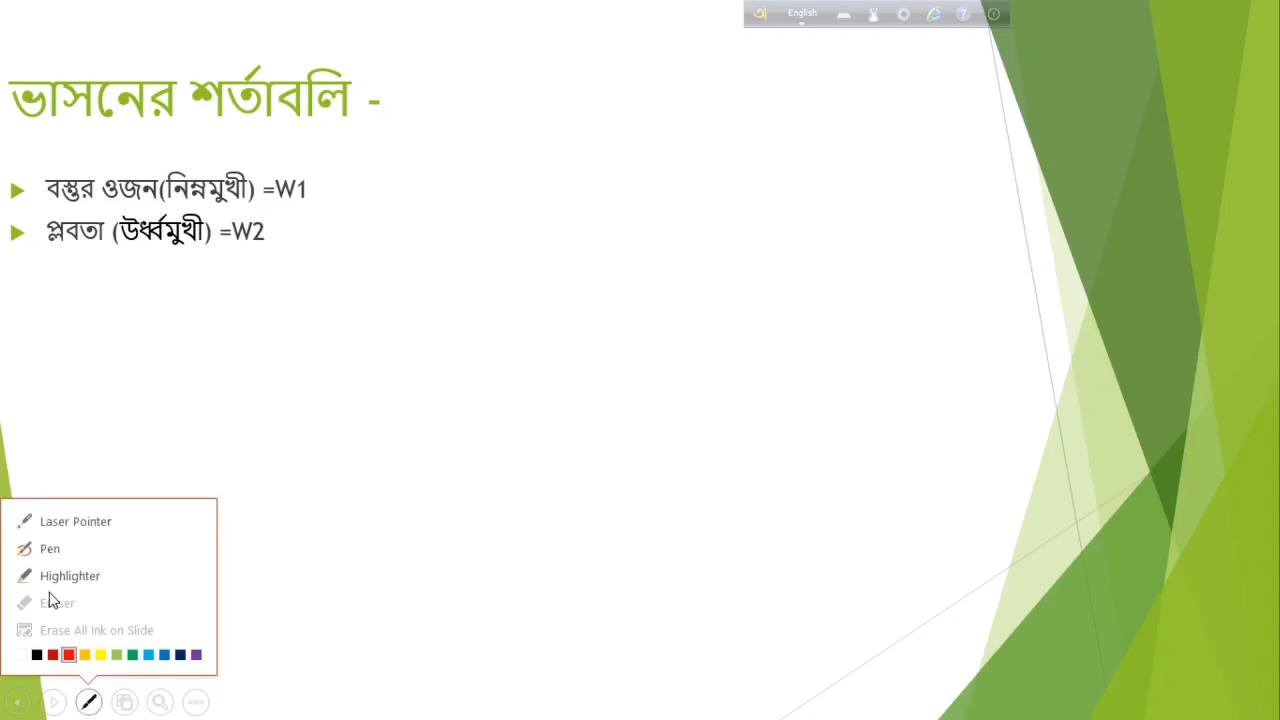 English
ভাসনের শর্তাবলি -
বস্তুর ওজন(নিম্নমুখী) =W1
প্লবতা (উর্ধ্বমুখী) =W2
Laser Pointer
Pen
Highlighter
Eraser
Erase All Ink on Slide